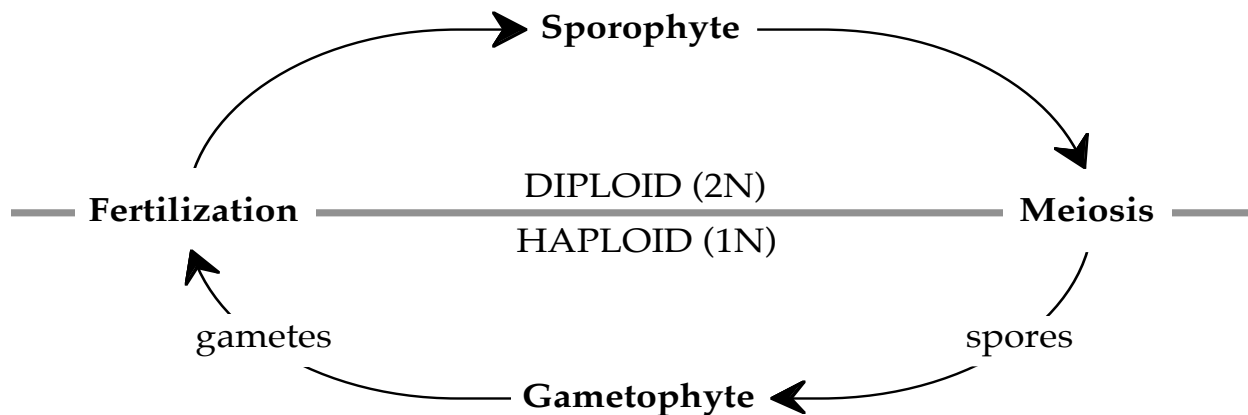 Sporophyte
DIPLOID (2N)
Fertilization
Meiosis
HAPLOID (1N)
gametes
spores
Gametophyte